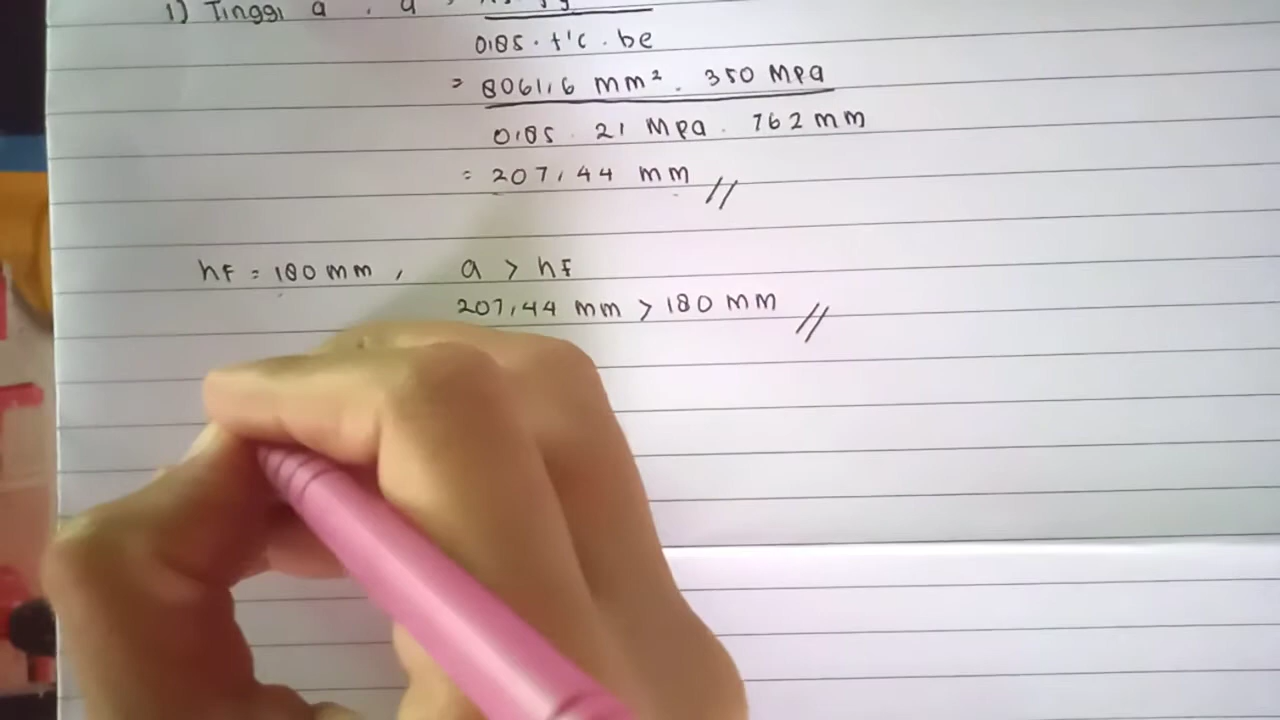 1) Tinggi a . a =
0,85 . f'c . be
= 8061,6 mm² . 350 Mpa
0,85 . 21 Mpa . 762 mm
= 207,44 mm //
hf = 180 mm , a > hf
207,44 mm > 180 mm //